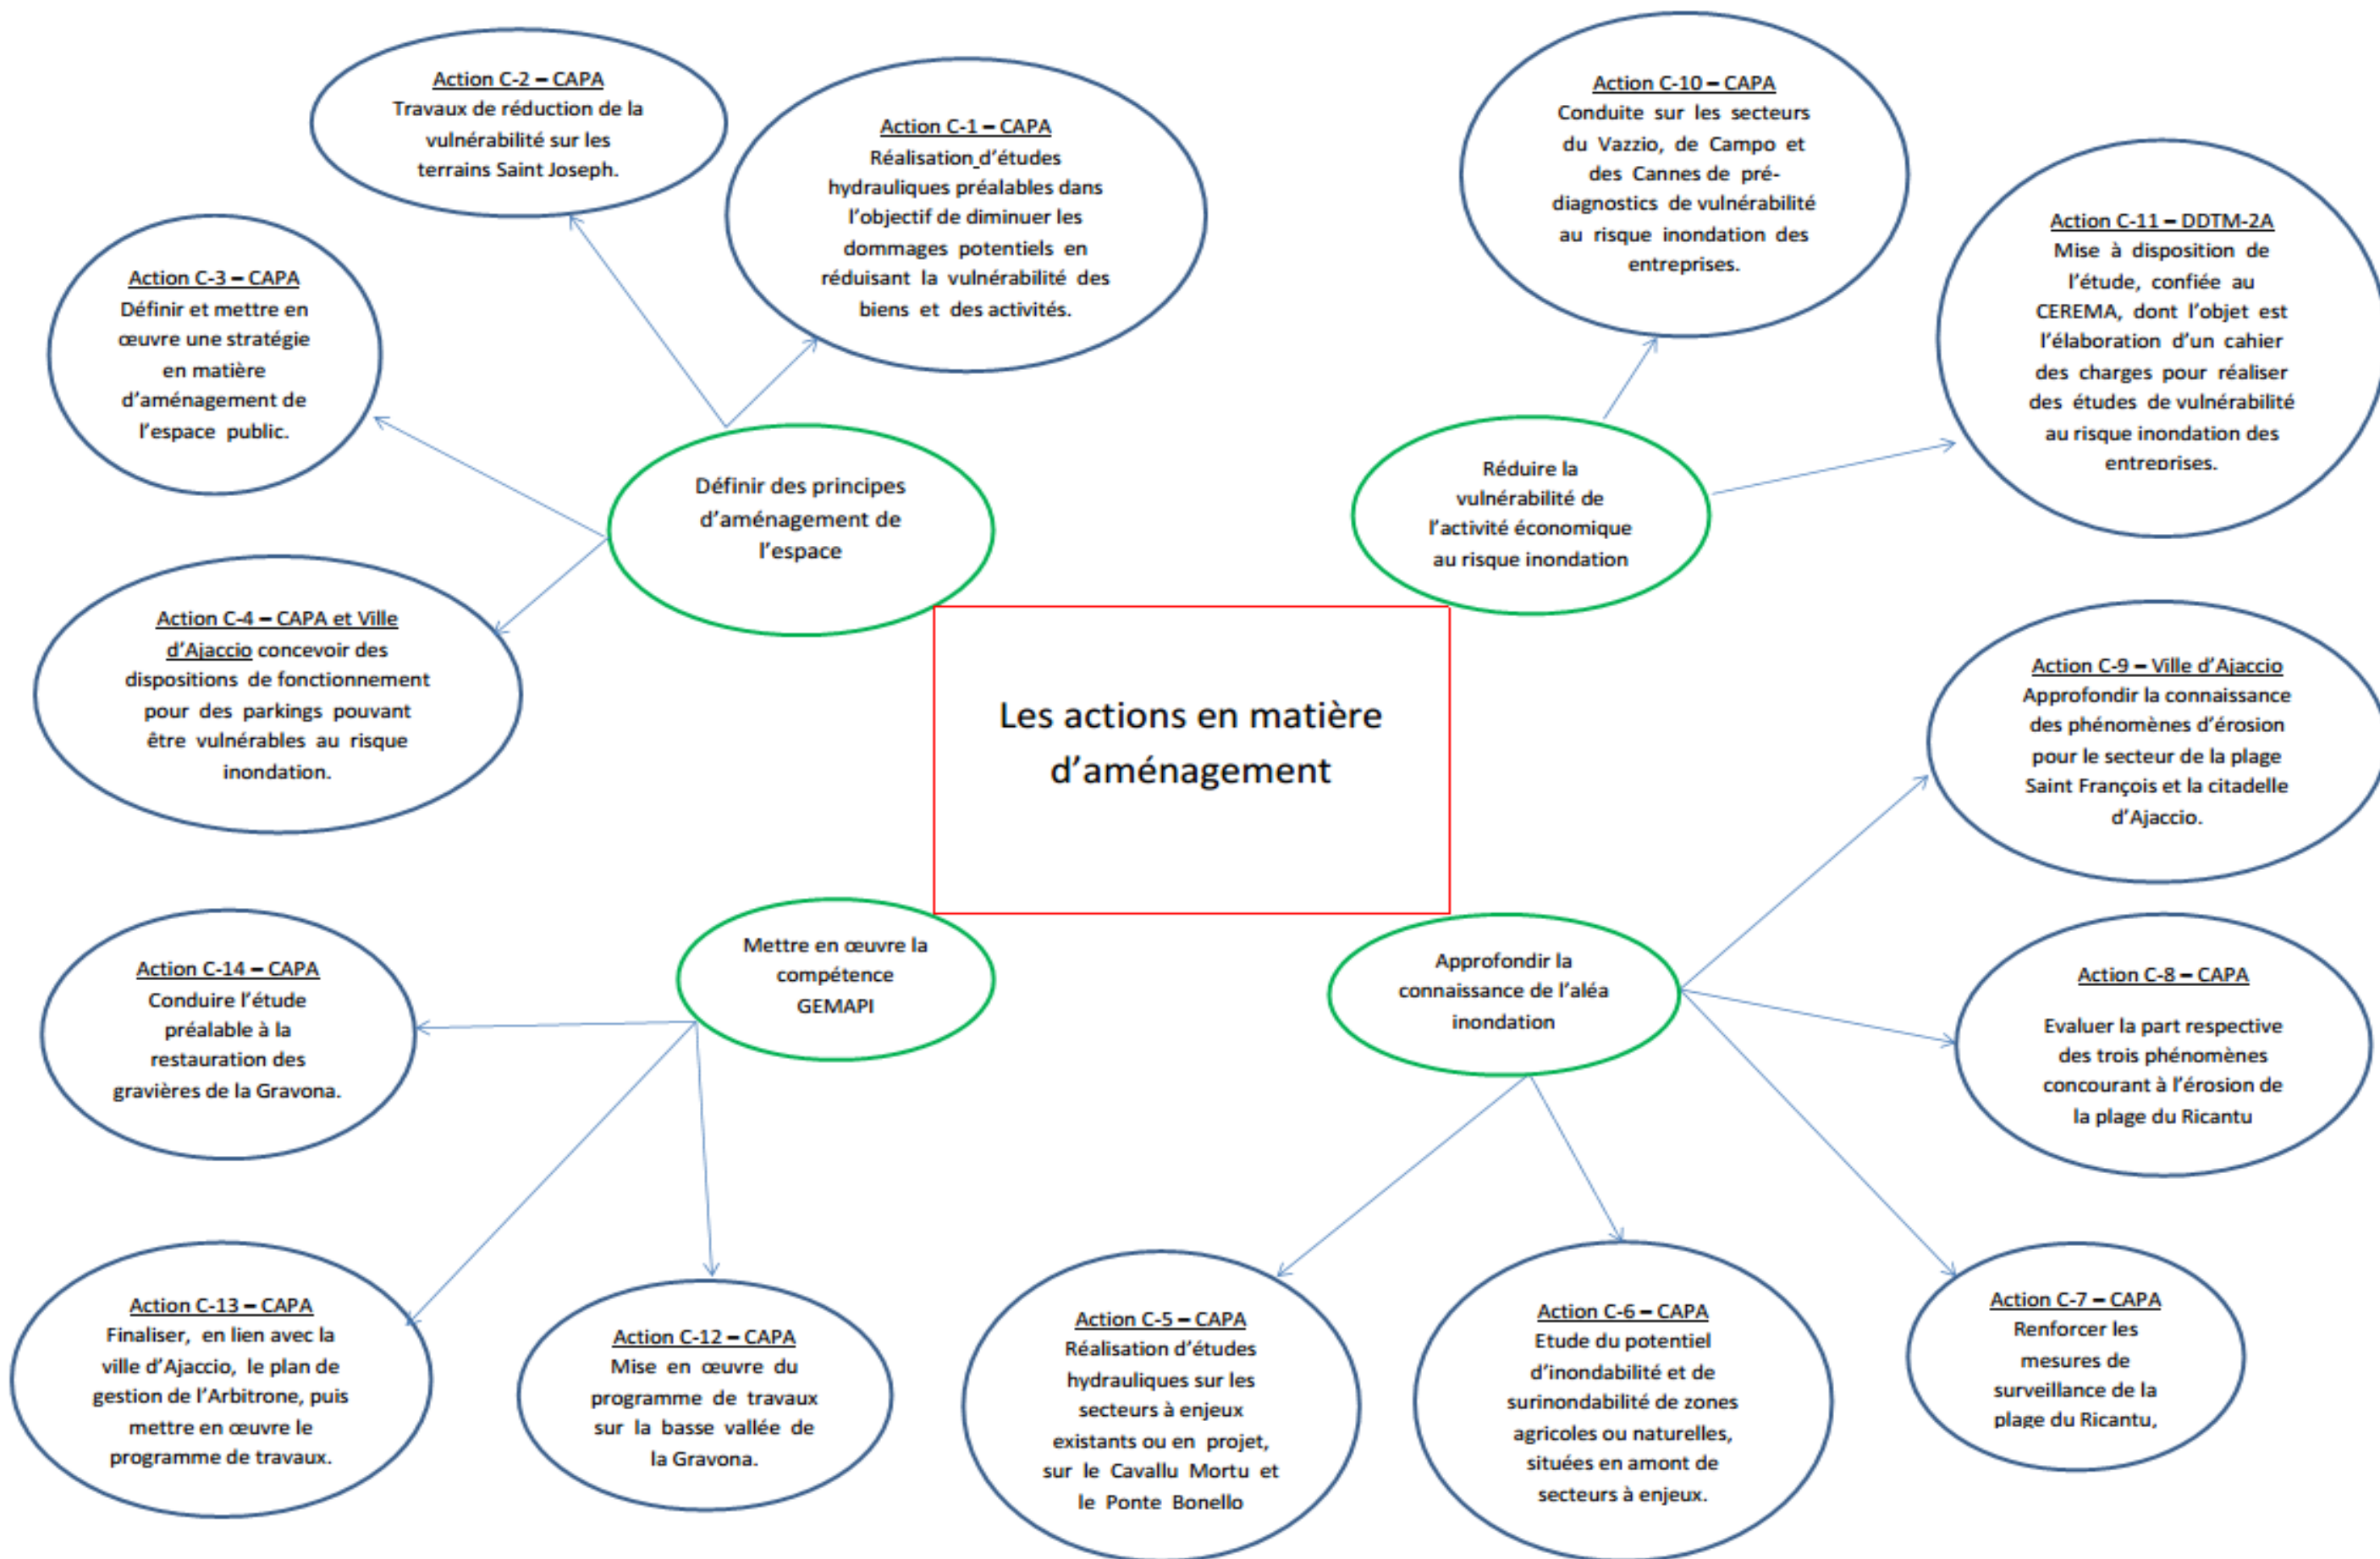 Action C-2 – CAPA
Travaux de réduction de la
vulnérabilité sur les
terrains Saint Joseph.
Action C-1 – CAPA
Réalisation d’études
hydrauliques préalables dans
l’objectif de diminuer les
dommages potentiels en
réduisant la vulnérabilité des
biens et des activités.
Action C-10 – CAPA
Conduite sur les secteurs
du Vazzio, de Campo et
des Cannes de pré-
diagnostics de vulnérabilité
au risque inondation des
entreprises.
Action C-11 – DDTM-2A
Mise à disposition de
l’étude, confiée au
CEREMA, dont l’objet est
l’élaboration d’un cahier
des charges pour réaliser
des études de vulnérabilité
au risque inondation des
entreprises.
Action C-3 – CAPA
Définir et mettre en
œuvre une stratégie
en matière
d’aménagement de
l’espace public.
Définir des principes
d’aménagement de
l’espace
Réduire la
vulnérabilité de
l’activité économique
au risque inondation
Action C-4 – CAPA et Ville
d’Ajaccio concevoir des
dispositions de fonctionnement
pour des parkings pouvant
être vulnérables au risque
inondation.
Les actions en matière
d’aménagement
Action C-9 – Ville d’Ajaccio
Approfondir la connaissance
des phénomènes d’érosion
pour le secteur de la plage
Saint François et la citadelle
d’Ajaccio.
Mettre en œuvre la
compétence
GEMAPI
Approfondir la
connaissance de l’aléa
inondation
Action C-14 – CAPA
Conduire l’étude
préalable à la
restauration des
gravières de la Gravona.
Action C-8 – CAPA
Evaluer la part respective
des trois phénomènes
concourant à l’érosion de
la plage du Ricantu
Action C-13 – CAPA
Finaliser, en lien avec la
ville d’Ajaccio, le plan de
gestion de l’Arbitrone, puis
mettre en œuvre le
programme de travaux.
Action C-12 – CAPA
Mise en œuvre du
programme de travaux
sur la basse vallée de
la Gravona.
Action C-5 – CAPA
Réalisation d’études
hydrauliques sur les
secteurs à enjeux
existants ou en projet,
sur le Cavallu Mortu et
le Ponte Bonello
Action C-6 – CAPA
Etude du potentiel
d’inondabilité et de
surinondabilité de zones
agricoles ou naturelles,
situées en amont de
secteurs à enjeux.
Action C-7 – CAPA
Renforcer les
mesures de
surveillance de la
plage du Ricantu,